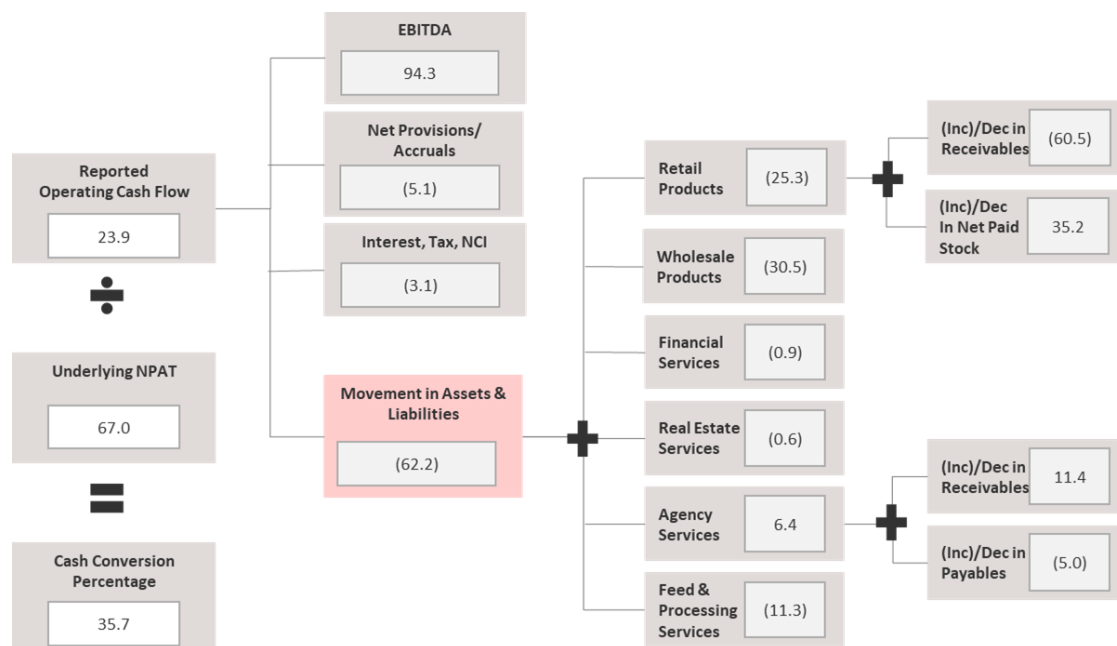 EBITDA
94.3
Net Provisions/
Accruals
(5.1)
Interest, Tax, NCI
(3.1)
Reported
Operating Cash Flow
23.9
÷
Underlying NPAT
67.0
=
Cash Conversion
Percentage
35.7
Movement in Assets &
Liabilities
(62.2)
+
Retail
Products
(25.3)
Wholesale
Products
(30.5)
Financial
Services
(0.9)
Real Estate
Services
(0.6)
Agency
Services
6.4
Feed &
Processing
Services
(11.3)
+
(Inc)/Dec in
Receivables
(60.5)
(Inc)/Dec
In Net Paid
Stock
35.2
+
(Inc)/Dec in
Receivables
11.4
(Inc)/Dec in
Payables
(5.0)